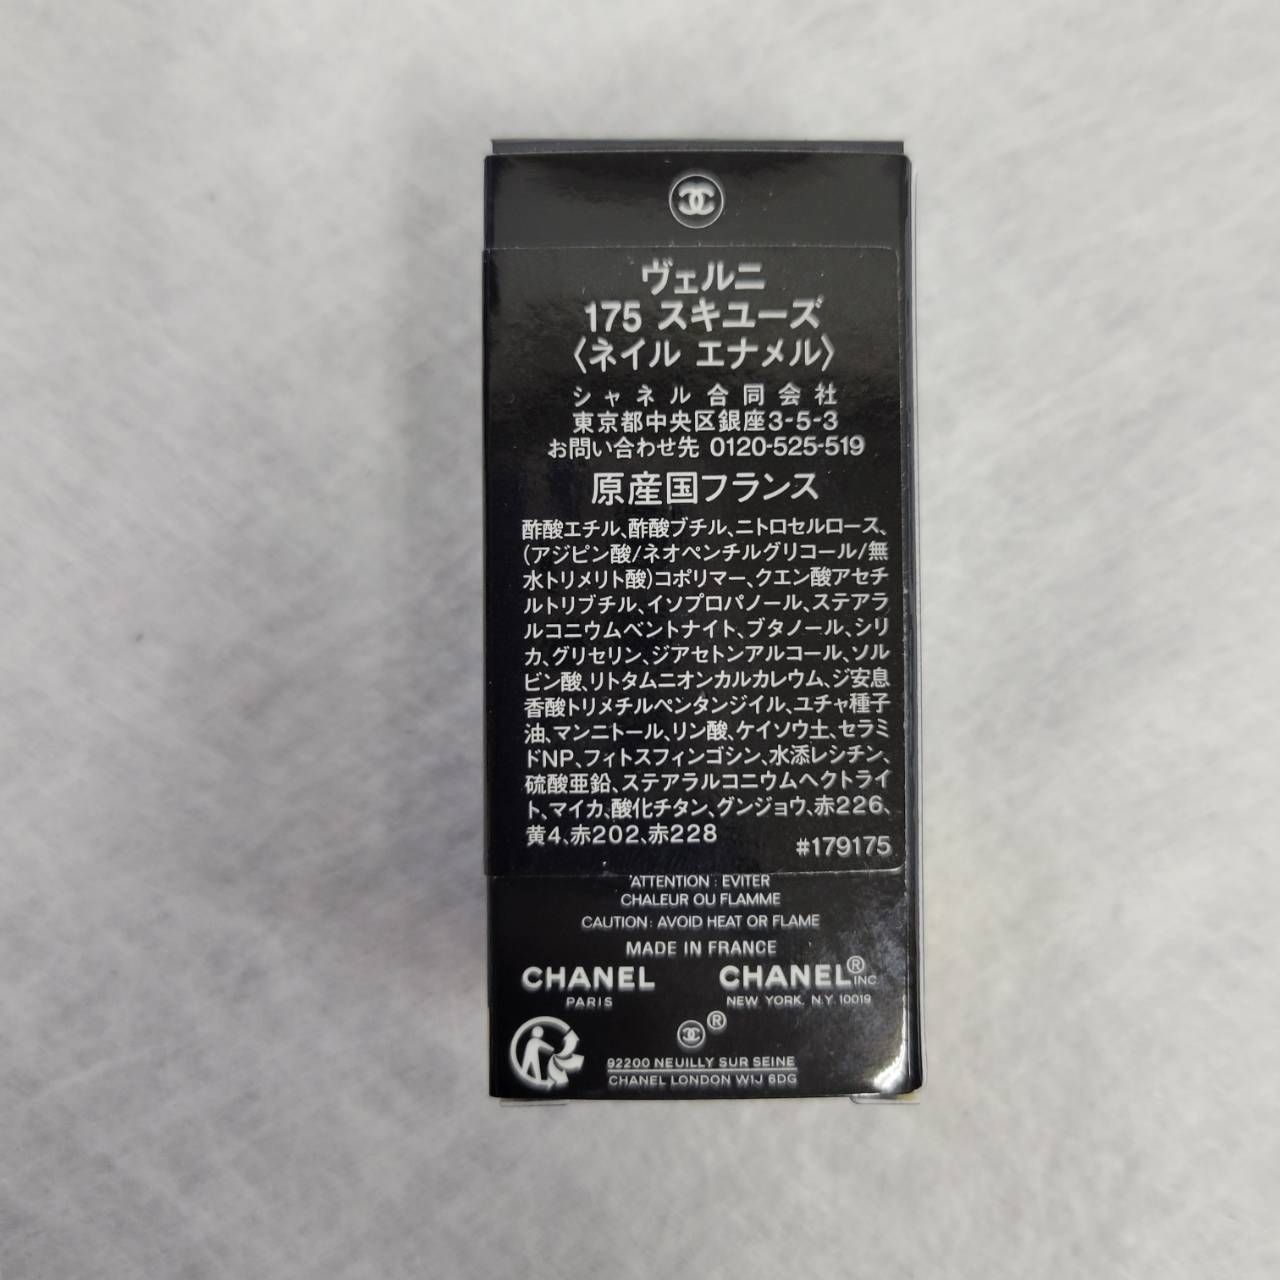 ヴェルニ
175 スキユーズ
〈ネイル エナメル〉
シャネル合同会社
東京都中央区銀座3-5-3
お問い合わせ先 0120-525-519
原産国フランス
酢酸エチル、酢酸ブチル、ニトロセルロース、
(アジピン酸/ネオペンチルグリコール/無
水トリメリト酸)コポリマー、クエン酸アセチ
ルトリブチル、イソプロパノール、ステアラ
ルコニウムベントナイト、ブタノール、シリ
カ、グリセリン、ジアセトンアルコール、ソル
ビン酸、リトタムニオンカルカレウム、ジ安息
香酸トリメチルペンタンジイル、ユチャ種子
油、マンニトール、リン酸、ケイソウ土、セラミ
ドNP、フィトスフィンゴシン、水添レシチン、
硫酸亜鉛、ステアラルコニウムヘクトライ
ト、マイカ、酸化チタン、グンジョウ、赤226、
黄4、赤202、赤228
#179175
ATTENTION : EVITER
CHALEUR OU FLAMME
CAUTION: AVOID HEAT OR FLAME
MADE IN FRANCE
CHANEL CHANEL® INC.
PARIS NEW YORK, N.Y. 10019
®
92200 NEUILLY SUR SEINE
CHANEL LONDON W1J 6DG